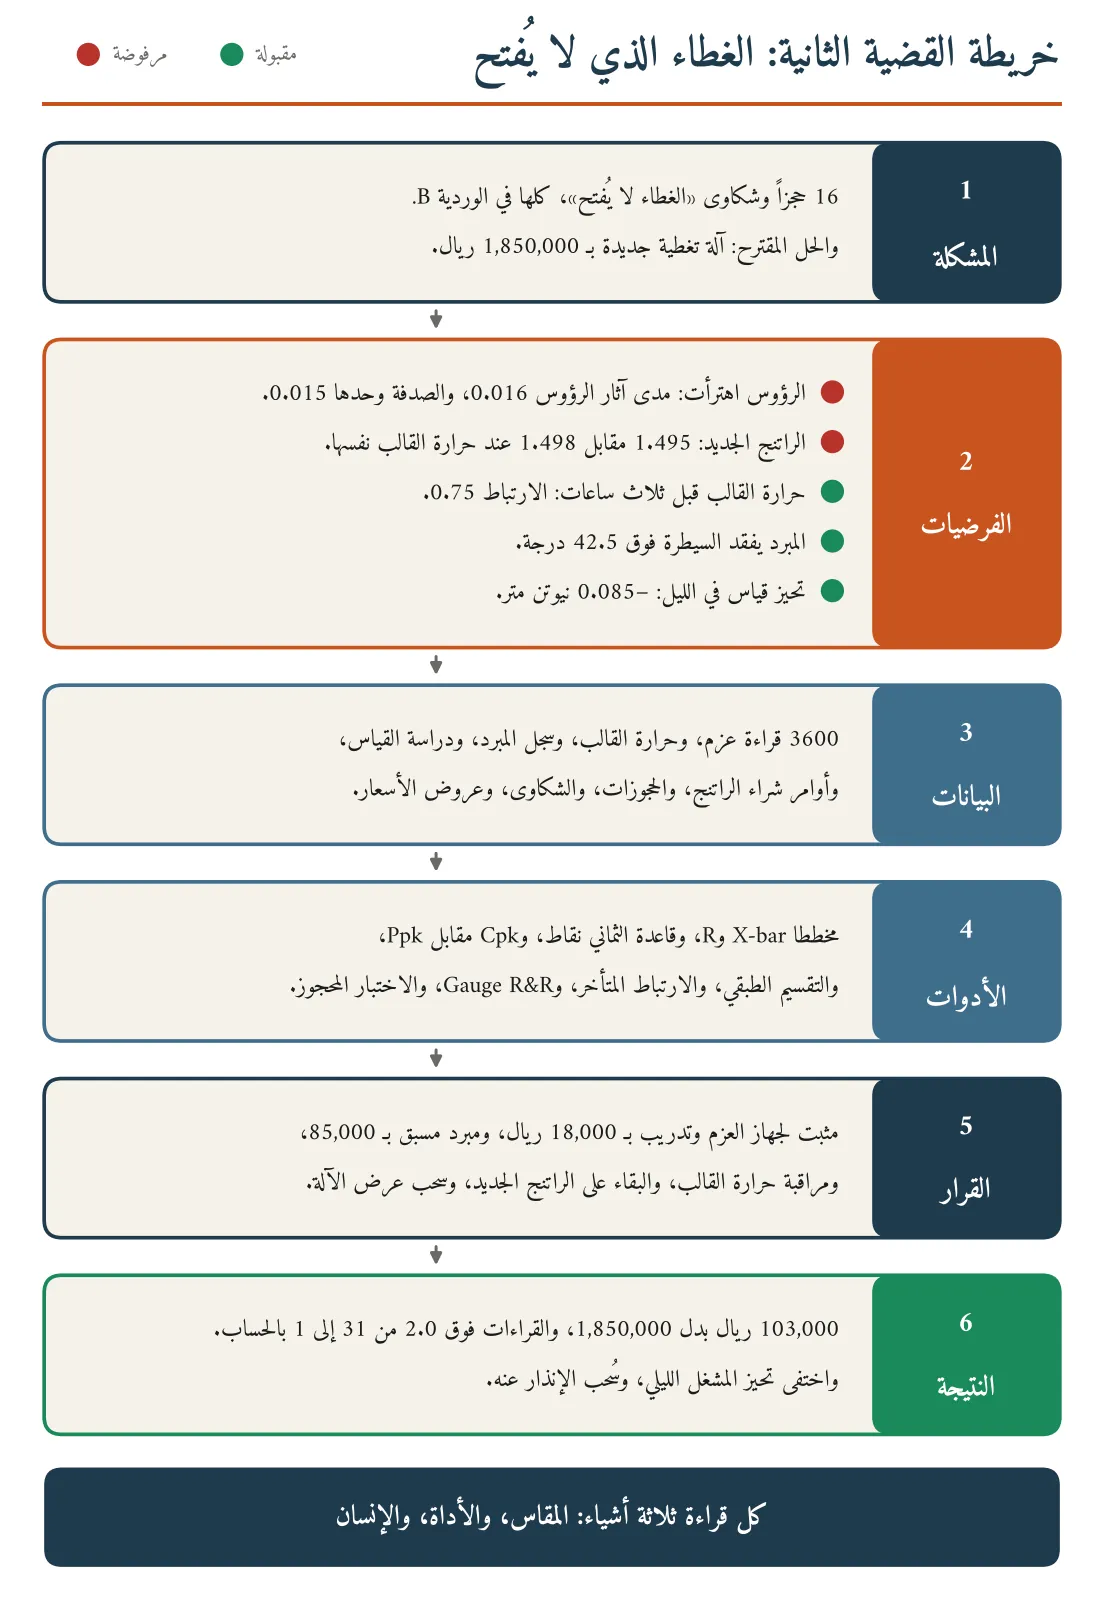 خريطة القضية الثانية: الغطاء الذي لا يُفتح
مقبولة
مرفوضة
1
المشكلة
16 حجزاً وشكاوى «الغطاء لا يُفتح»، كلها في الوردية B.
والحل المقترح: آلة تغطية جديدة بـ 1,850,000 ريال.
2
الفرضيات
الرؤوس اهترأت: مدى آثار الرؤوس 0.016، والصدفة وحدها 0.015.
الراتنج الجديد: 1.495 مقابل 1.498 عند حرارة القالب نفسها.
حرارة القالب قبل ثلاث ساعات: الارتباط 0.75.
المبرد يفقد السيطرة فوق 42.5 درجة.
تحيز قياس في الليل: −0.085 نيوتن متر.
3
البيانات
3600 قراءة عزم، وحرارة القالب، وسجل المبرد، ودراسة القياس،
وأوامر شراء الراتنج، والحجوزات، والشكاوى، وعروض الأسعار.
4
الأدوات
مخططا X-bar وR، وقاعدة الثماني نقاط، وCpk مقابل Ppk،
والتقسيم الطبقي، والارتباط المتأخر، وGauge R&R، والاختبار المحجوز.
5
القرار
مثبت لجهاز العزم وتدريب بـ 18,000 ريال، ومبرد مسبق بـ 85,000،
ومراقبة حرارة القالب، والبقاء على الراتنج الجديد، وسحب عرض الآلة.
6
النتيجة
103,000 ريال بدل 1,850,000، والقراءات فوق 2.0 من 31 إلى 1 بالحساب.
واختفى تحيز المشغل الليلي، وسُحب الإنذار عنه.
كل قراءة ثلاثة أشياء: المقاس، والأداة، والإنسان